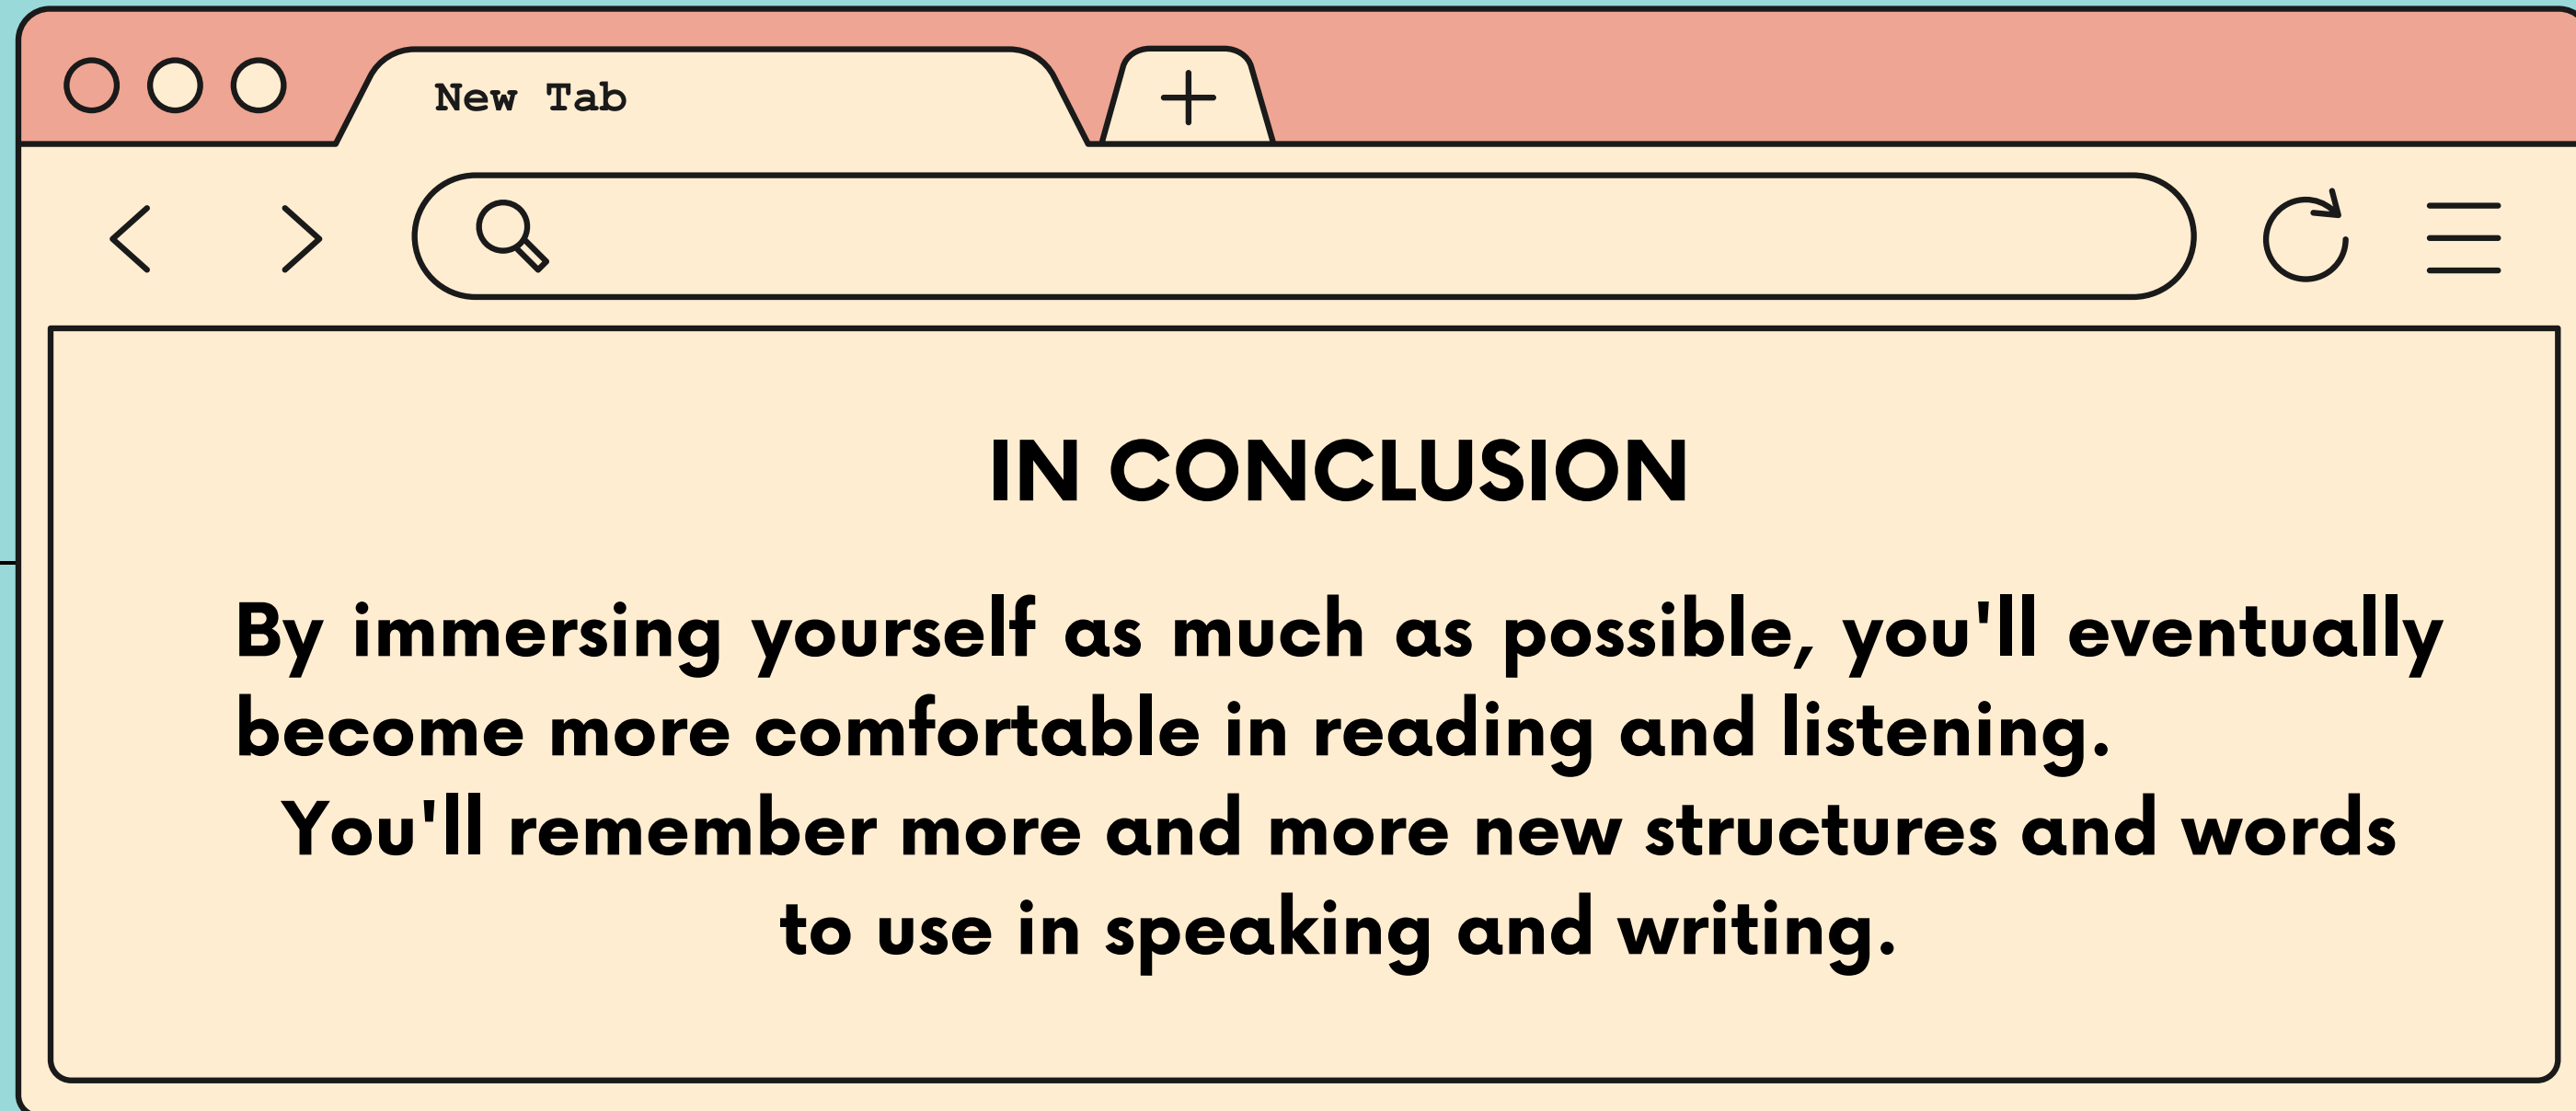 New Tab
IN CONCLUSION
By immersing yourself as much as possible, you'll eventually
become more comfortable in reading and listening.
You'll remember more and more new structures and words
to use in speaking and writing.